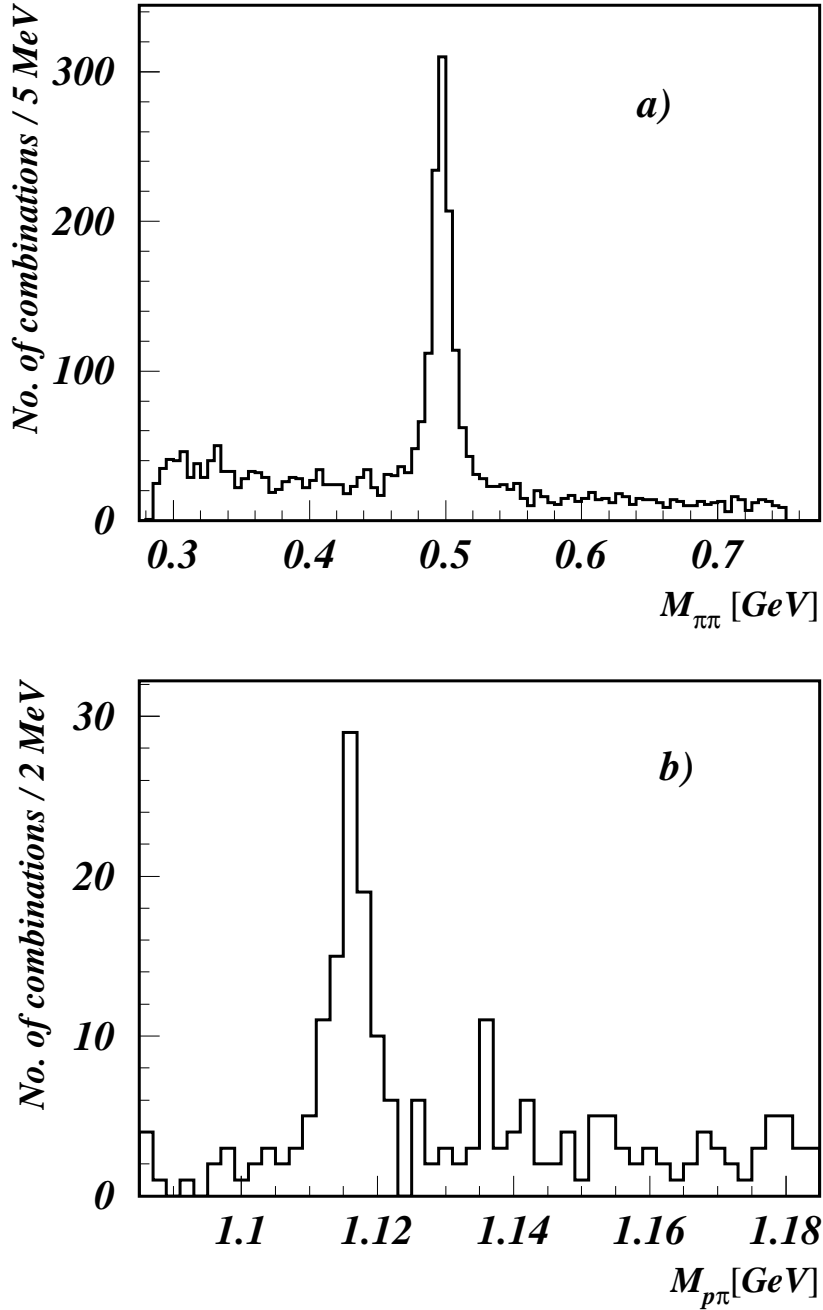 No. of combinations / 5 MeV
300
200
100
0
a)
0.3 0.4 0.5 0.6 0.7
M_ππ [GeV]
No. of combinations / 2 MeV
30
20
10
0
b)
1.1 1.12 1.14 1.16 1.18
M_pπ[GeV]